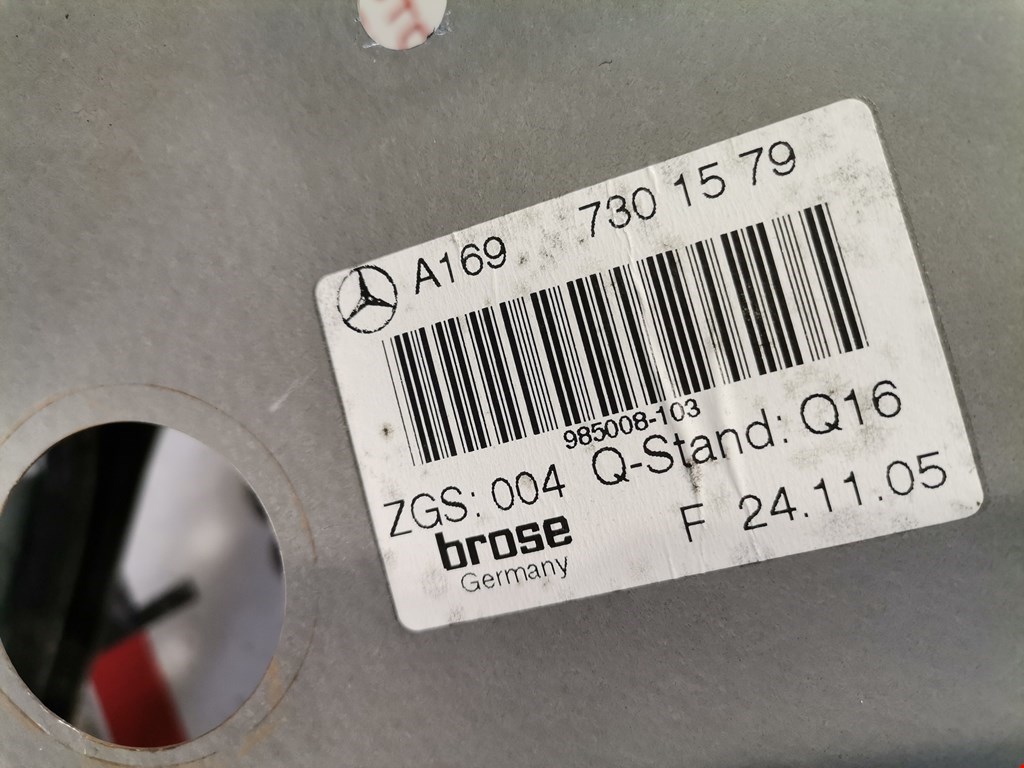 A169 730 15 79
985008-103
ZGS: 004 Q-Stand: Q16
brose F 24.11.05
Germany